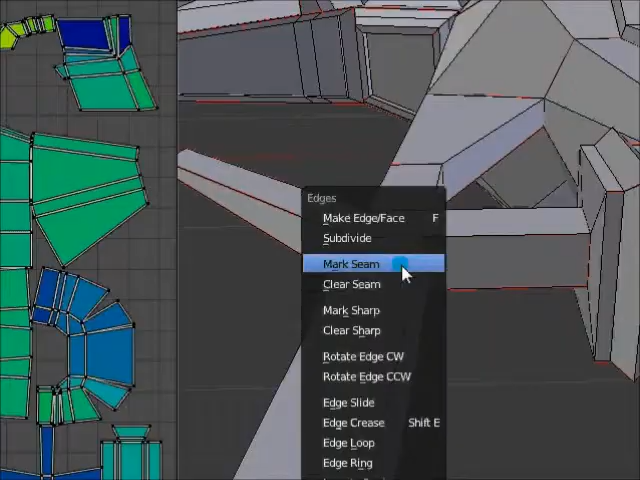 Edges
Make Edge/Face F
Subdivide
Mark Seam
Clear Seam
Mark Sharp
Clear Sharp
Rotate Edge CW
Rotate Edge CCW
Edge Slide
Edge Crease Shift E
Edge Loop
Edge Ring